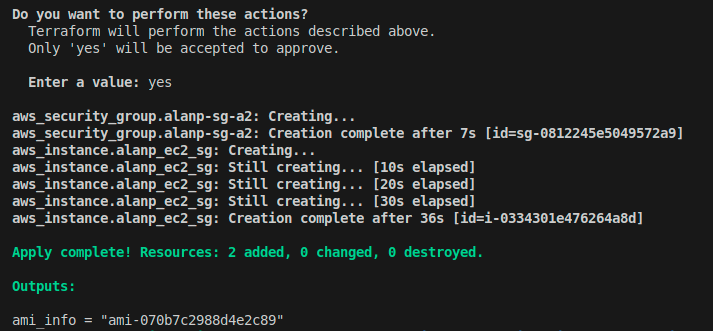 Do you want to perform these actions?
Terraform will perform the actions described above.
Only 'yes' will be accepted to approve.
Enter a value: yes
aws_security_group.alanp-sg-a2: Creating...
aws_security_group.alanp-sg-a2: Creation complete after 7s [id=sg-0812245e5049572a9]
aws_instance.alanp_ec2_sg: Creating...
aws_instance.alanp_ec2_sg: Still creating... [10s elapsed]
aws_instance.alanp_ec2_sg: Still creating... [20s elapsed]
aws_instance.alanp_ec2_sg: Still creating... [30s elapsed]
aws_instance.alanp_ec2_sg: Creation complete after 36s [id=i-0334301e476264a8d]
Apply complete! Resources: 2 added, 0 changed, 0 destroyed.
Outputs:
ami_info = "ami-070b7c2988d4e2c89"